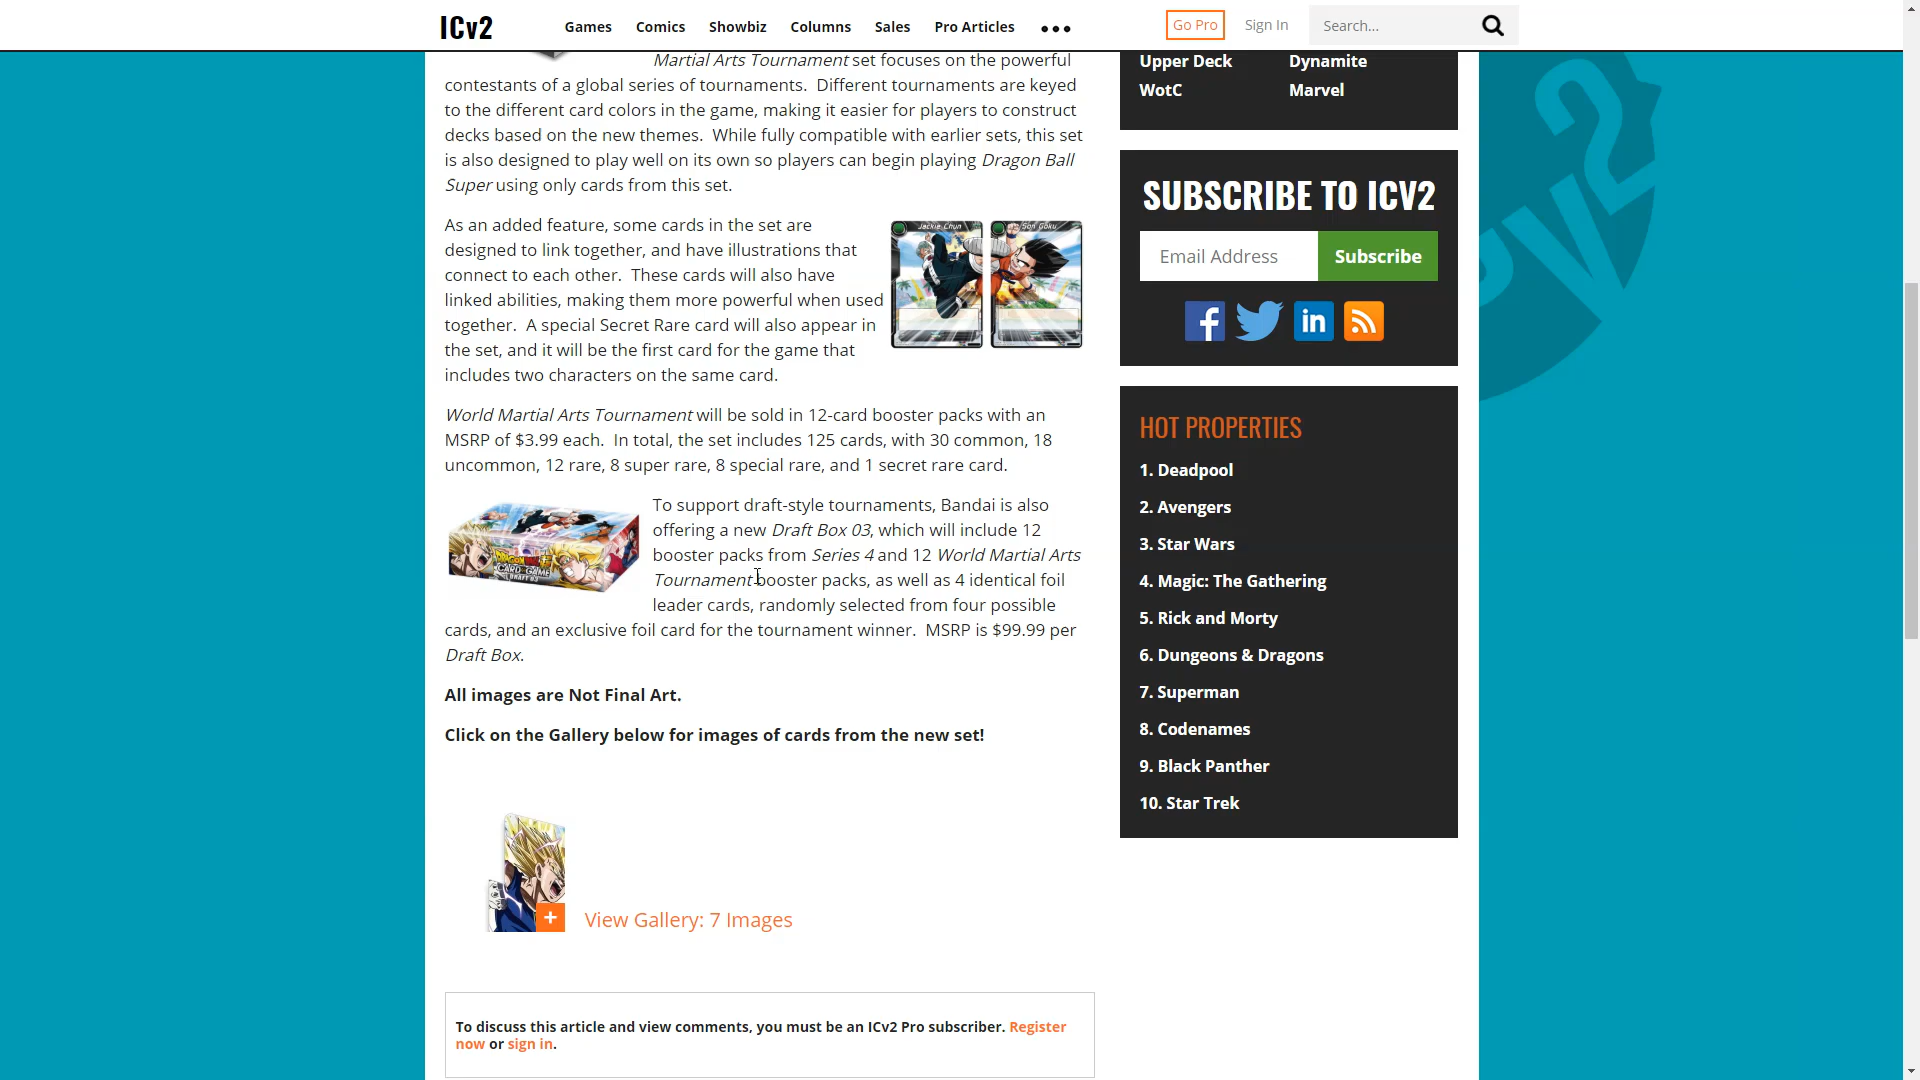 ICv2
Games Comics Showbiz Columns Sales Pro Articles •••
Go Pro Sign In Search...
Martial Arts Tournament set focuses on the powerful
contestants of a global series of tournaments.  Different tournaments are keyed
to the different card colors in the game, making it easier for players to construct
decks based on the new themes.  While fully compatible with earlier sets, this set
is also designed to play well on its own so players can begin playing Dragon Ball
Super using only cards from this set.
As an added feature, some cards in the set are
designed to link together, and have illustrations that
connect to each other.  These cards will also have
linked abilities, making them more powerful when used
together.  A special Secret Rare card will also appear in
the set, and it will be the first card for the game that
includes two characters on the same card.
Jackie Chun
Son Goku
World Martial Arts Tournament will be sold in 12-card booster packs with an
MSRP of $3.99 each.  In total, the set includes 125 cards, with 30 common, 18
uncommon, 12 rare, 8 super rare, 8 special rare, and 1 secret rare card.
DRAGON BALL
CARD GAME
DRAFT 03
To support draft-style tournaments, Bandai is also
offering a new Draft Box 03, which will include 12
booster packs from Series 4 and 12 World Martial Arts
Tournament booster packs, as well as 4 identical foil
leader cards, randomly selected from four possible
cards, and an exclusive foil card for the tournament winner.  MSRP is $99.99 per
Draft Box.
All images are Not Final Art.
Click on the Gallery below for images of cards from the new set!
+
View Gallery: 7 Images
To discuss this article and view comments, you must be an ICv2 Pro subscriber. Register
now or sign in.
Upper Deck Dynamite
WotC Marvel
SUBSCRIBE TO ICV2
Email Address Subscribe
HOT PROPERTIES
1. Deadpool
2. Avengers
3. Star Wars
4. Magic: The Gathering
5. Rick and Morty
6. Dungeons & Dragons
7. Superman
8. Codenames
9. Black Panther
10. Star Trek